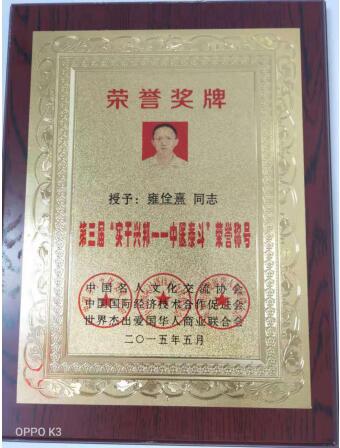 荣誉奖牌
授予：雍佺熹 同志
第三届“实干兴邦——中医泰斗”荣誉称号
中国名人文化交流协会
中国国际经济技术合作促进会
世界杰出爱国华人商业联合会
二〇一五年五月
OPPO K3